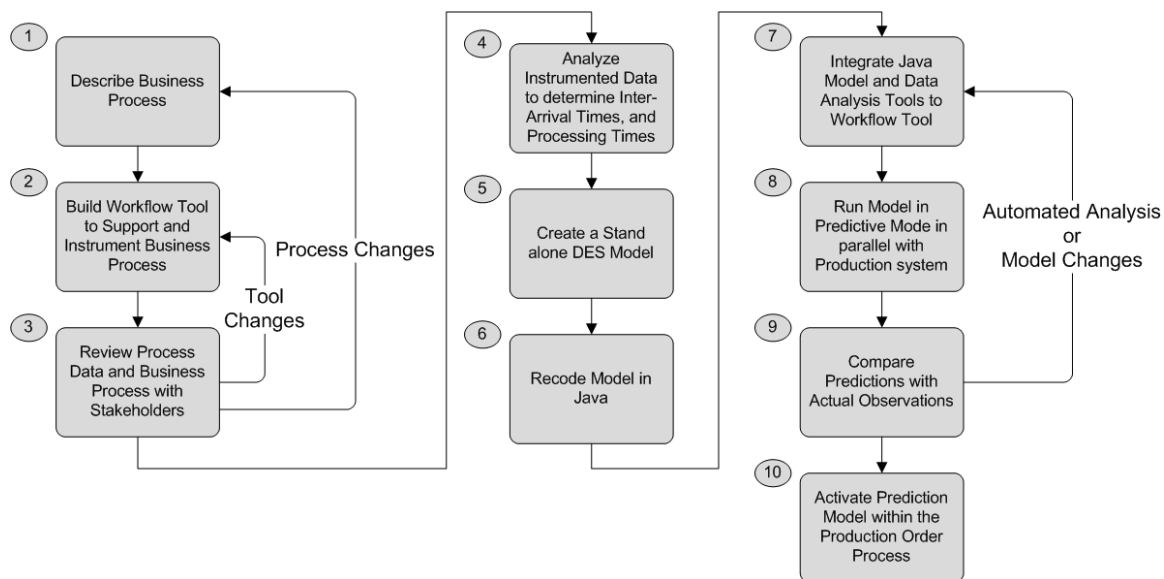 1
Describe Business
Process
2
Build Workflow Tool
to Support and
Instrument Business
Process
3
Review Process
Data and Business
Process with
Stakeholders
Tool
Changes
Process Changes
4
Analyze
Instrumented Data
to determine Inter-
Arrival Times, and
Processing Times
5
Create a Stand
alone DES Model
6
Recode Model in
Java
7
Integrate Java
Model and Data
Analysis Tools to
Workflow Tool
8
Run Model in
Predictive Mode in
parallel with
Production system
9
Compare
Predictions with
Actual Observations
10
Activate Prediction
Model within the
Production Order
Process
Automated Analysis
or
Model Changes